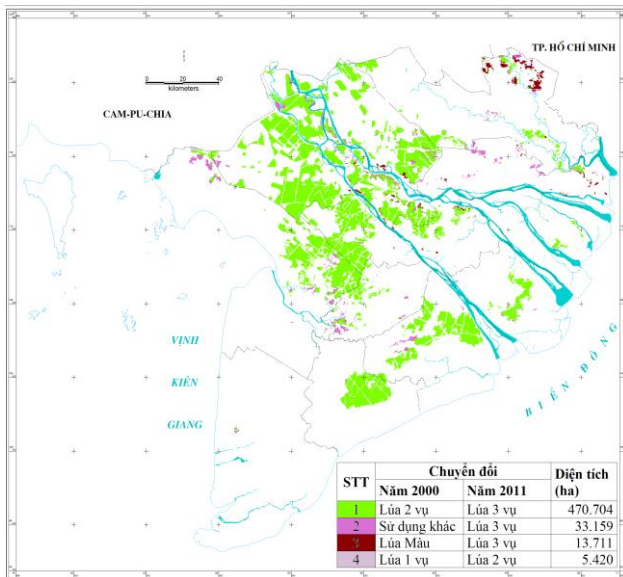 TP. HỒ CHÍ MINH
0 20 40
kilometers
CAM-PU-CHIA
VỊNH
KIÊN
GIANG
BIỂN ĐÔNG
STT Chuyển đổi Diện tích (ha)
Năm 2000 Năm 2011
1 Lúa 2 vụ Lúa 3 vụ 470.704
2 Sử dụng khác Lúa 3 vụ 33.159
3 Lúa Màu Lúa 3 vụ 13.711
4 Lúa 1 vụ Lúa 2 vụ 5.420